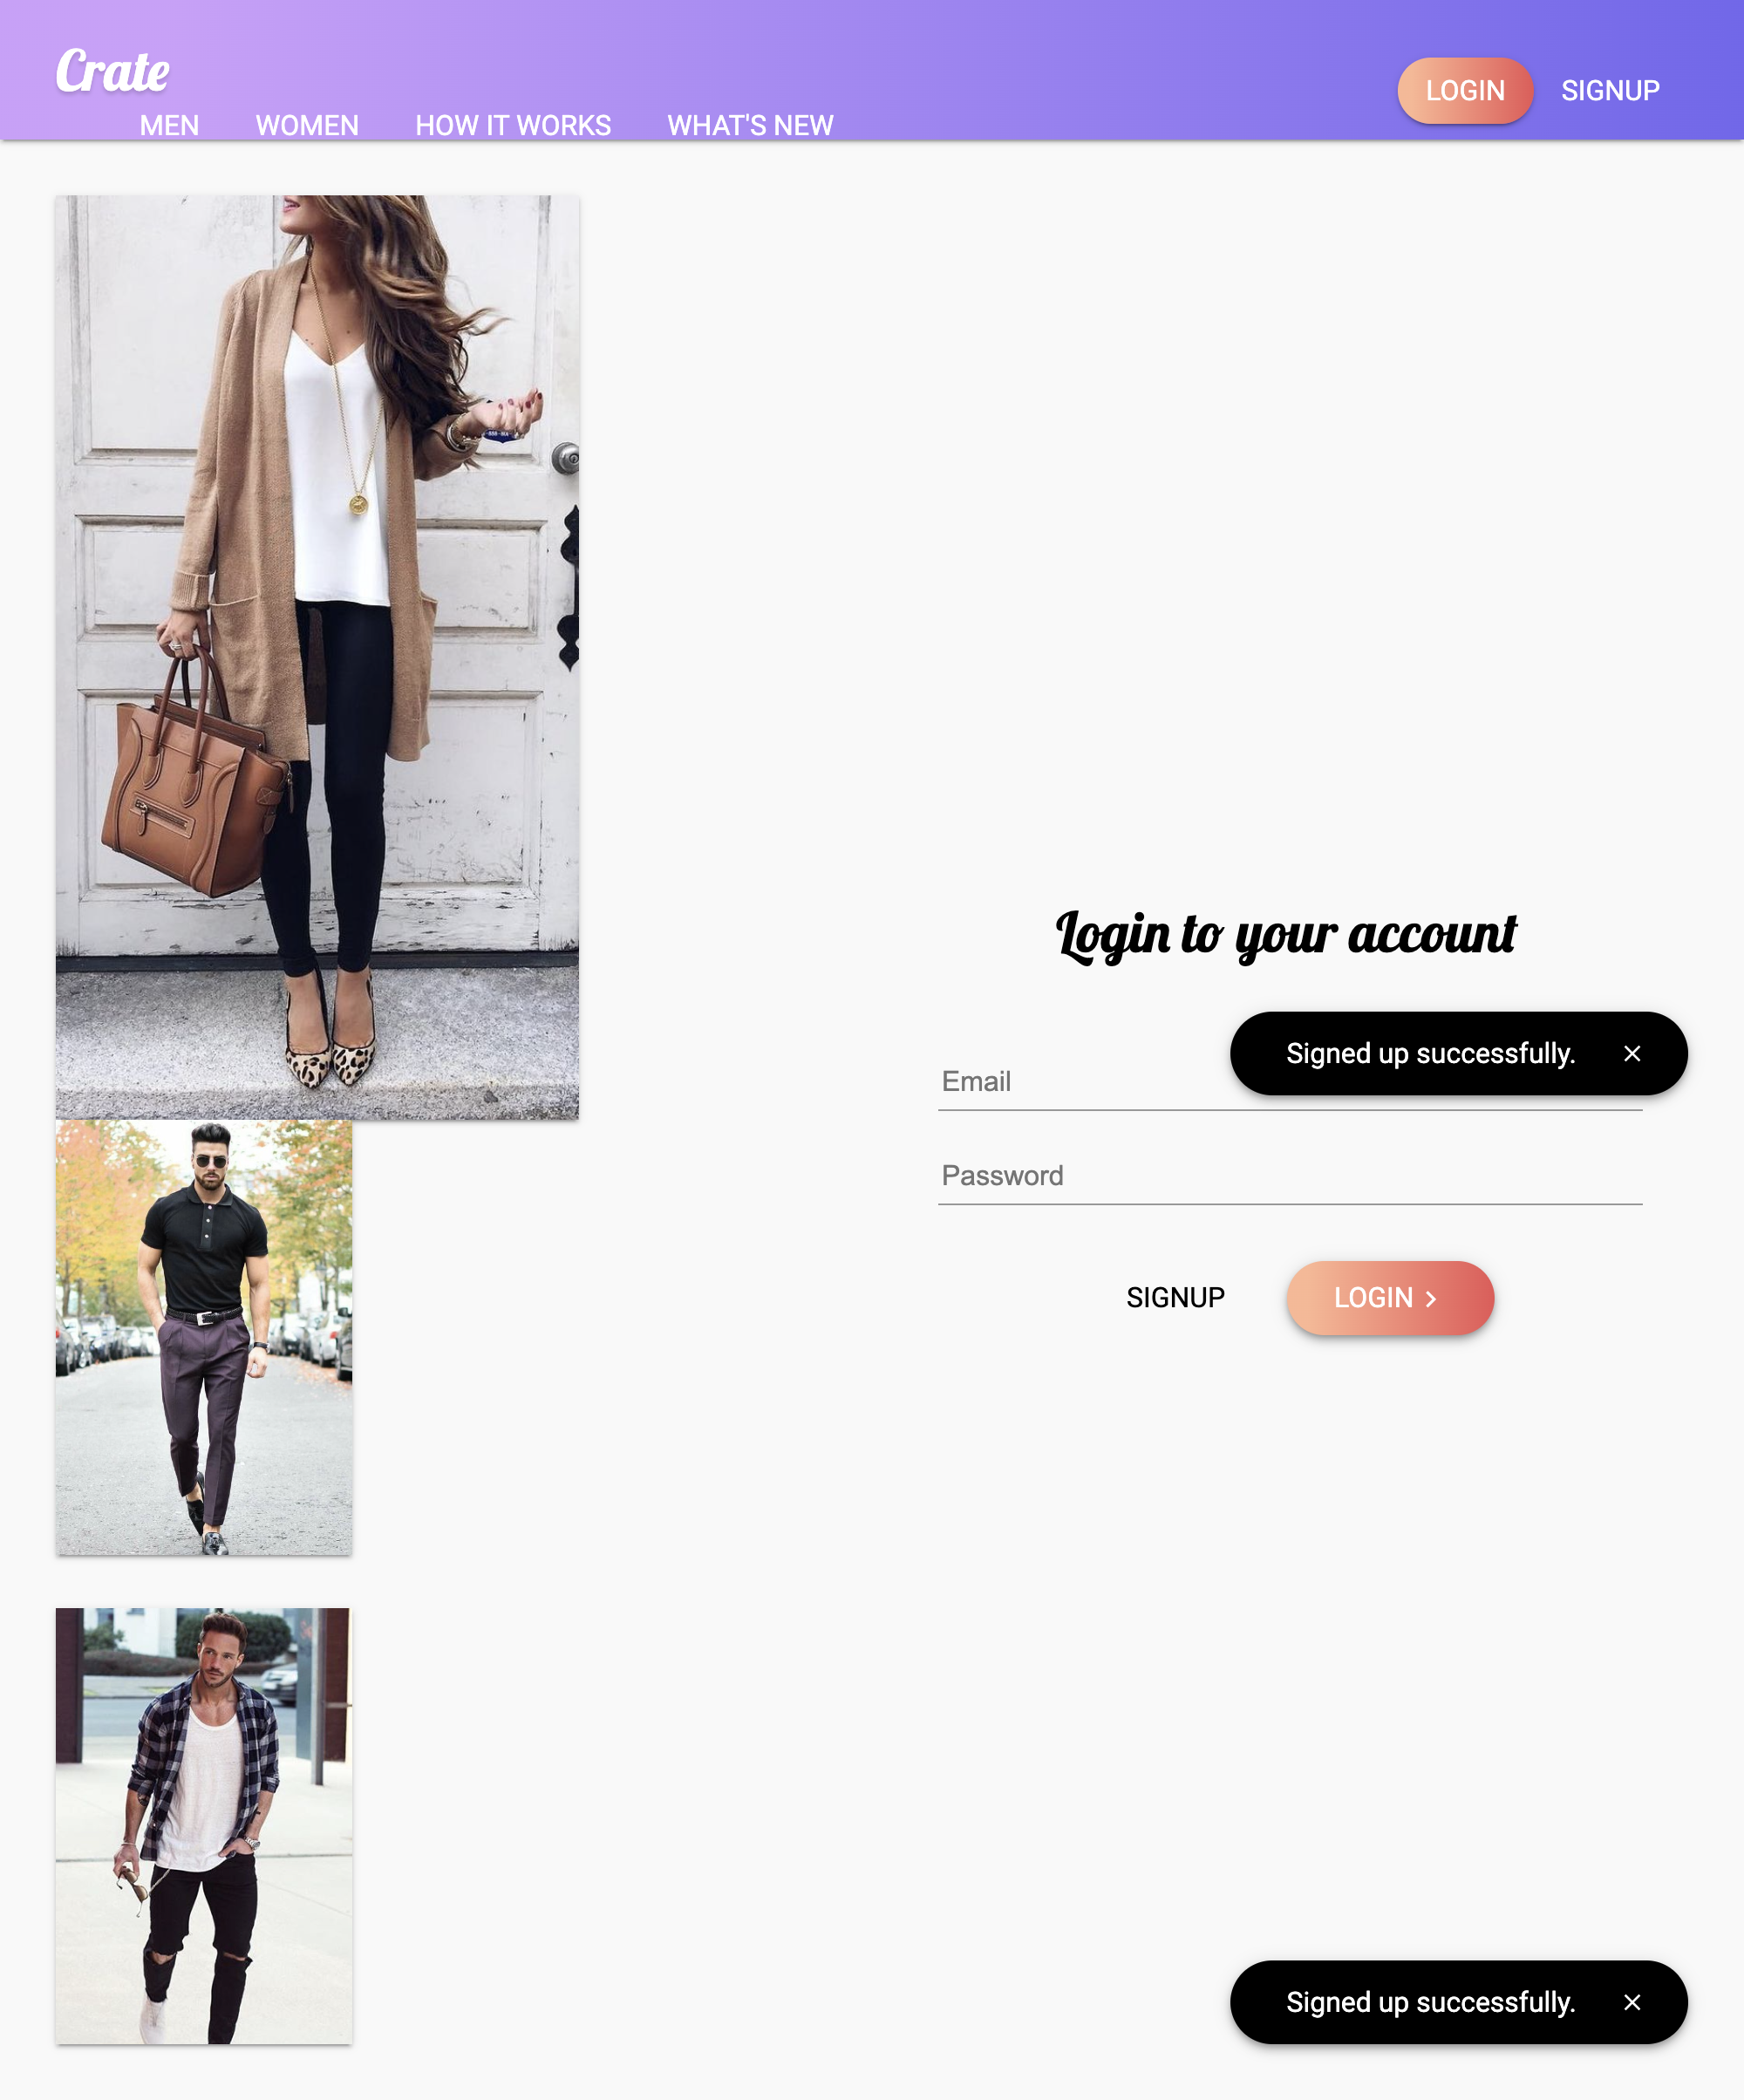 Crate
LOGIN
SIGNUP
MEN
WOMEN
HOW IT WORKS
WHAT'S NEW
Login to your account
Signed up successfully.
Email
Password
SIGNUP
LOGIN
Signed up successfully.